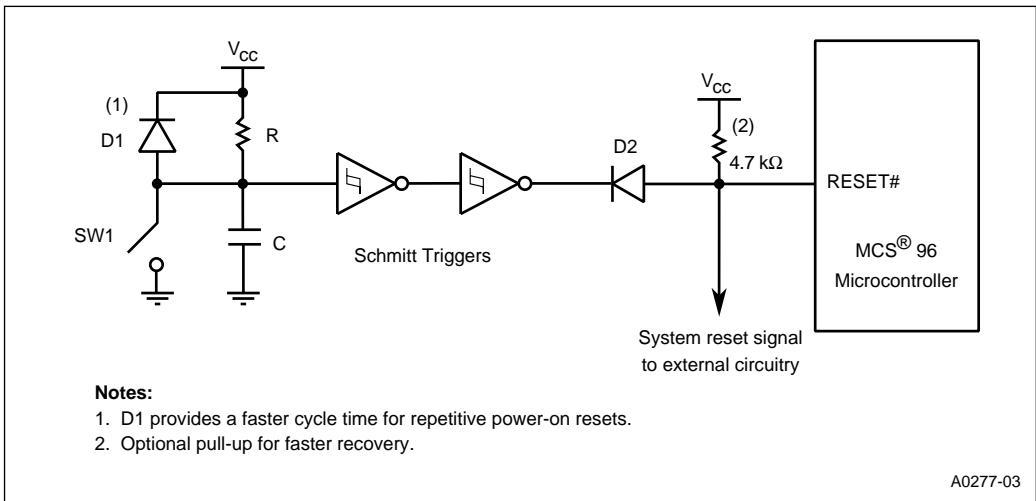 VCC
(1)
D1
R
SW1
C
Schmitt Triggers
D2
VCC
(2)
4.7 kΩ
RESET#
MCS® 96
Microcontroller
System reset signal
to external circuitry
Notes:
1. D1 provides a faster cycle time for repetitive power-on resets.
2. Optional pull-up for faster recovery.
A0277-03